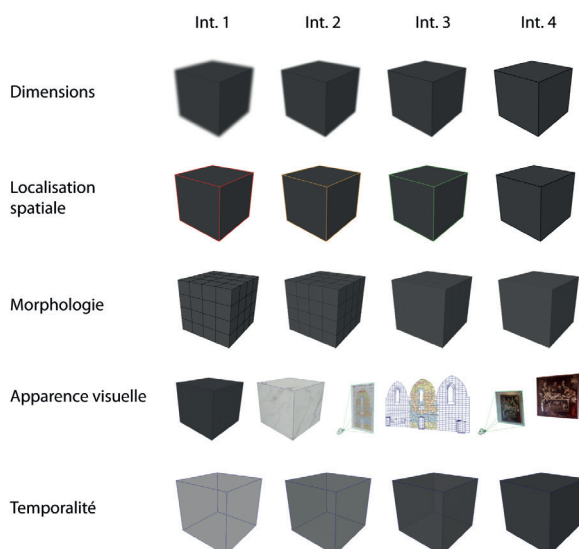 Int. 1 Int. 2 Int. 3 Int. 4
Dimensions
Localisation
spatiale
Morphologie
Apparence visuelle
Temporalité